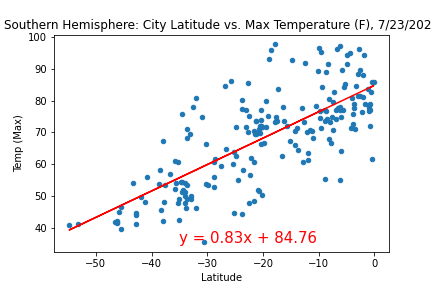 Southern Hemisphere: City Latitude vs. Max Temperature (F), 7/23/202
100
90
80
70
60
50
40
Temp (Max)
y = 0.83x + 84.76
−50 −40 −30 −20 −10 0
Latitude